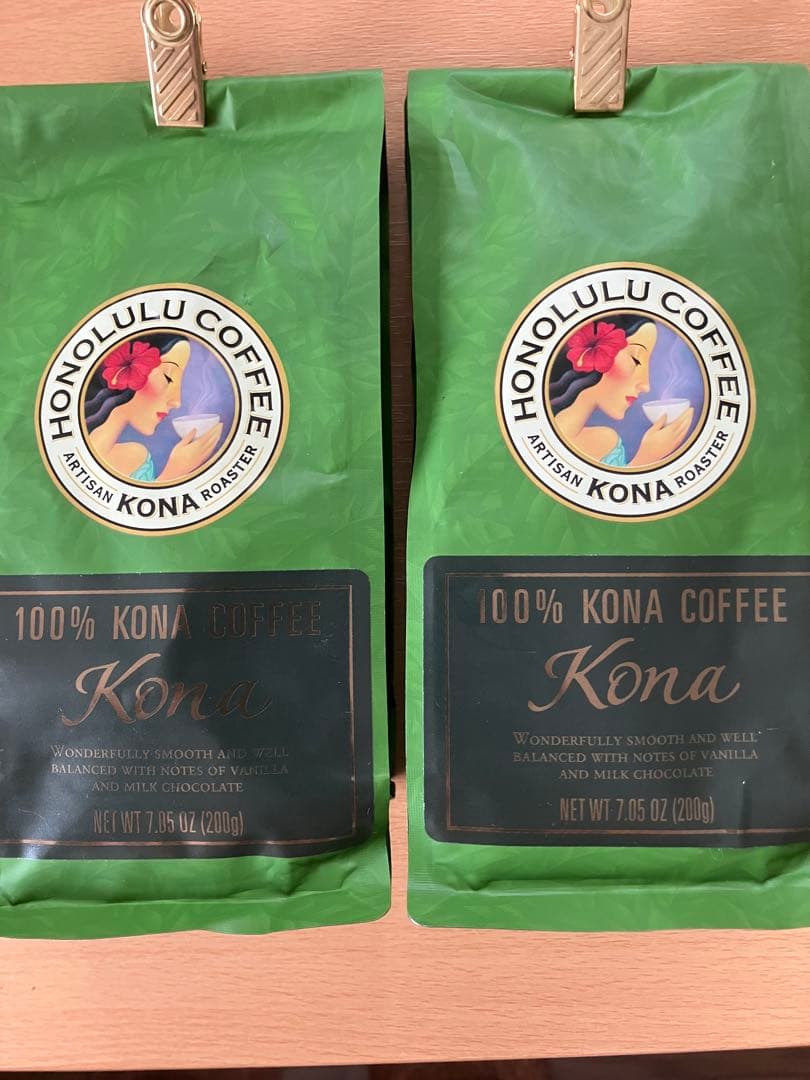 HONOLULU COFFEE
ARTISAN KONA ROASTER
100% KONA COFFEE
Kona
WONDERFULLY SMOOTH AND WELL
BALANCED WITH NOTES OF VANILLA
AND MILK CHOCOLATE
NET WT 7.05 OZ (200g)
HONOLULU COFFEE
ARTISAN KONA ROASTER
100% KONA COFFEE
Kona
WONDERFULLY SMOOTH AND WELL
BALANCED WITH NOTES OF VANILLA
AND MILK CHOCOLATE
NET WT 7.05 OZ (200g)